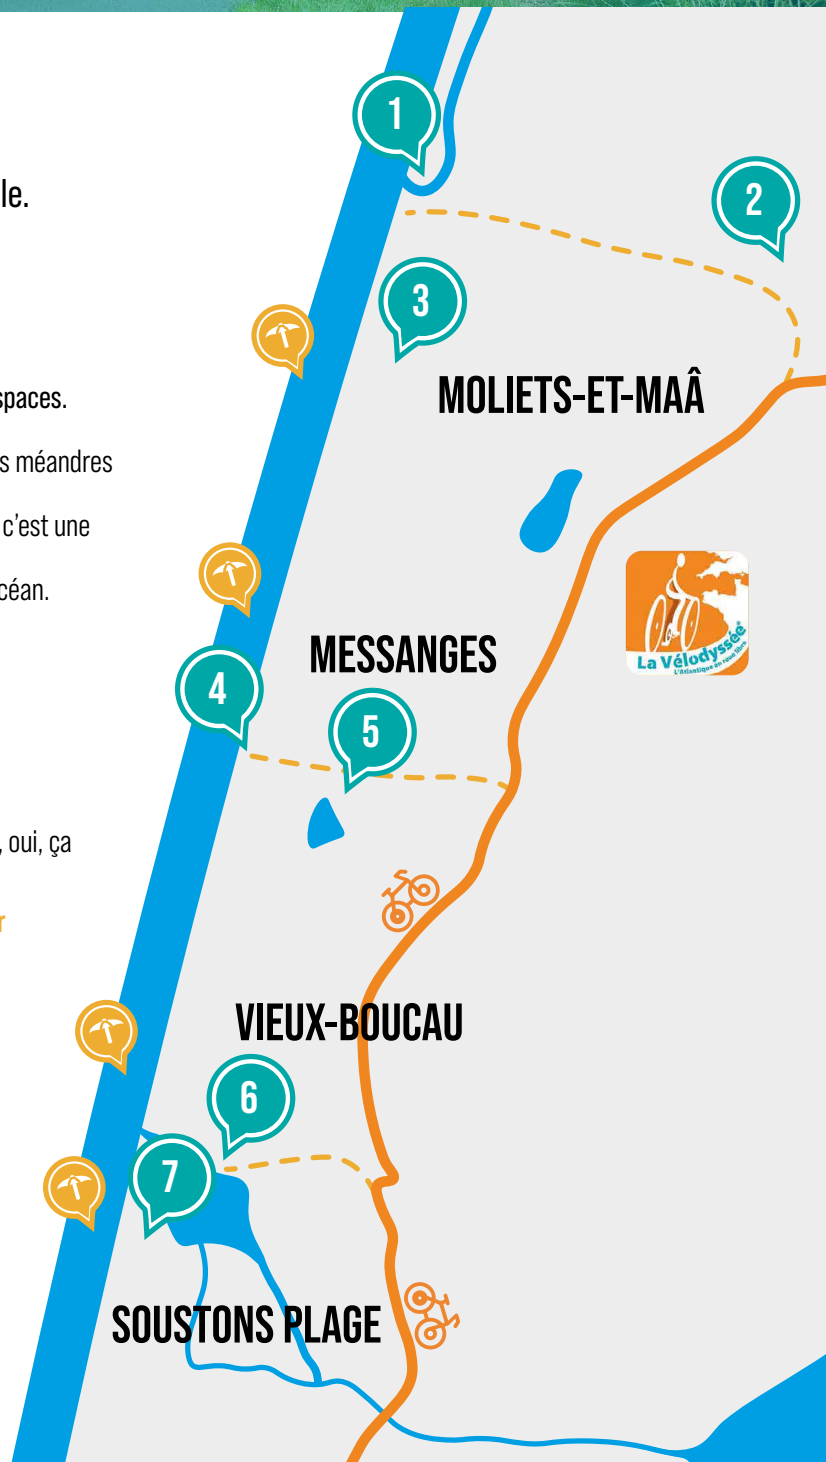 1
le.
2
3
spaces.
MOLIETS-ET-MAÂ
s méandres
c'est une
céan.
MESSANGES
La Vélodyssée®
L'Atlantique en roue libre
4
5
, oui, ça
r
VIEUX-BOUCAU
6
7
SOUSTONS PLAGE